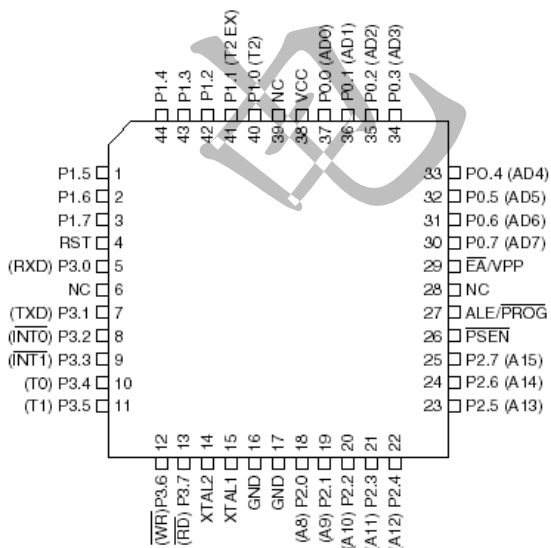 P1.4
P1.3
P1.2
P1.1 (T2 EX)
P1.0 (T2)
NC
VCC
P0.0 (AD0)
P0.1 (AD1)
P0.2 (AD2)
P0.3 (AD3)
44
43
42
41
40
39
38
37
36
35
34
P1.5 1
P1.6 2
P1.7 3
RST 4
(RXD) P3.0 5
NC 6
(TXD) P3.1 7
(INT0) P3.2 8
(INT1) P3.3 9
(T0) P3.4 10
(T1) P3.5 11
33 P0.4 (AD4)
32 P0.5 (AD5)
31 P0.6 (AD6)
30 P0.7 (AD7)
29 EA/VPP
28 NC
27 ALE/PROG
26 PSEN
25 P2.7 (A15)
24 P2.6 (A14)
23 P2.5 (A13)
12
13
14
15
16
17
18
19
20
21
22
(WR) P3.6
(RD) P3.7
XTAL2
XTAL1
GND
GND
(A8) P2.0
(A9) P2.1
(A10) P2.2
(A11) P2.3
(A12) P2.4